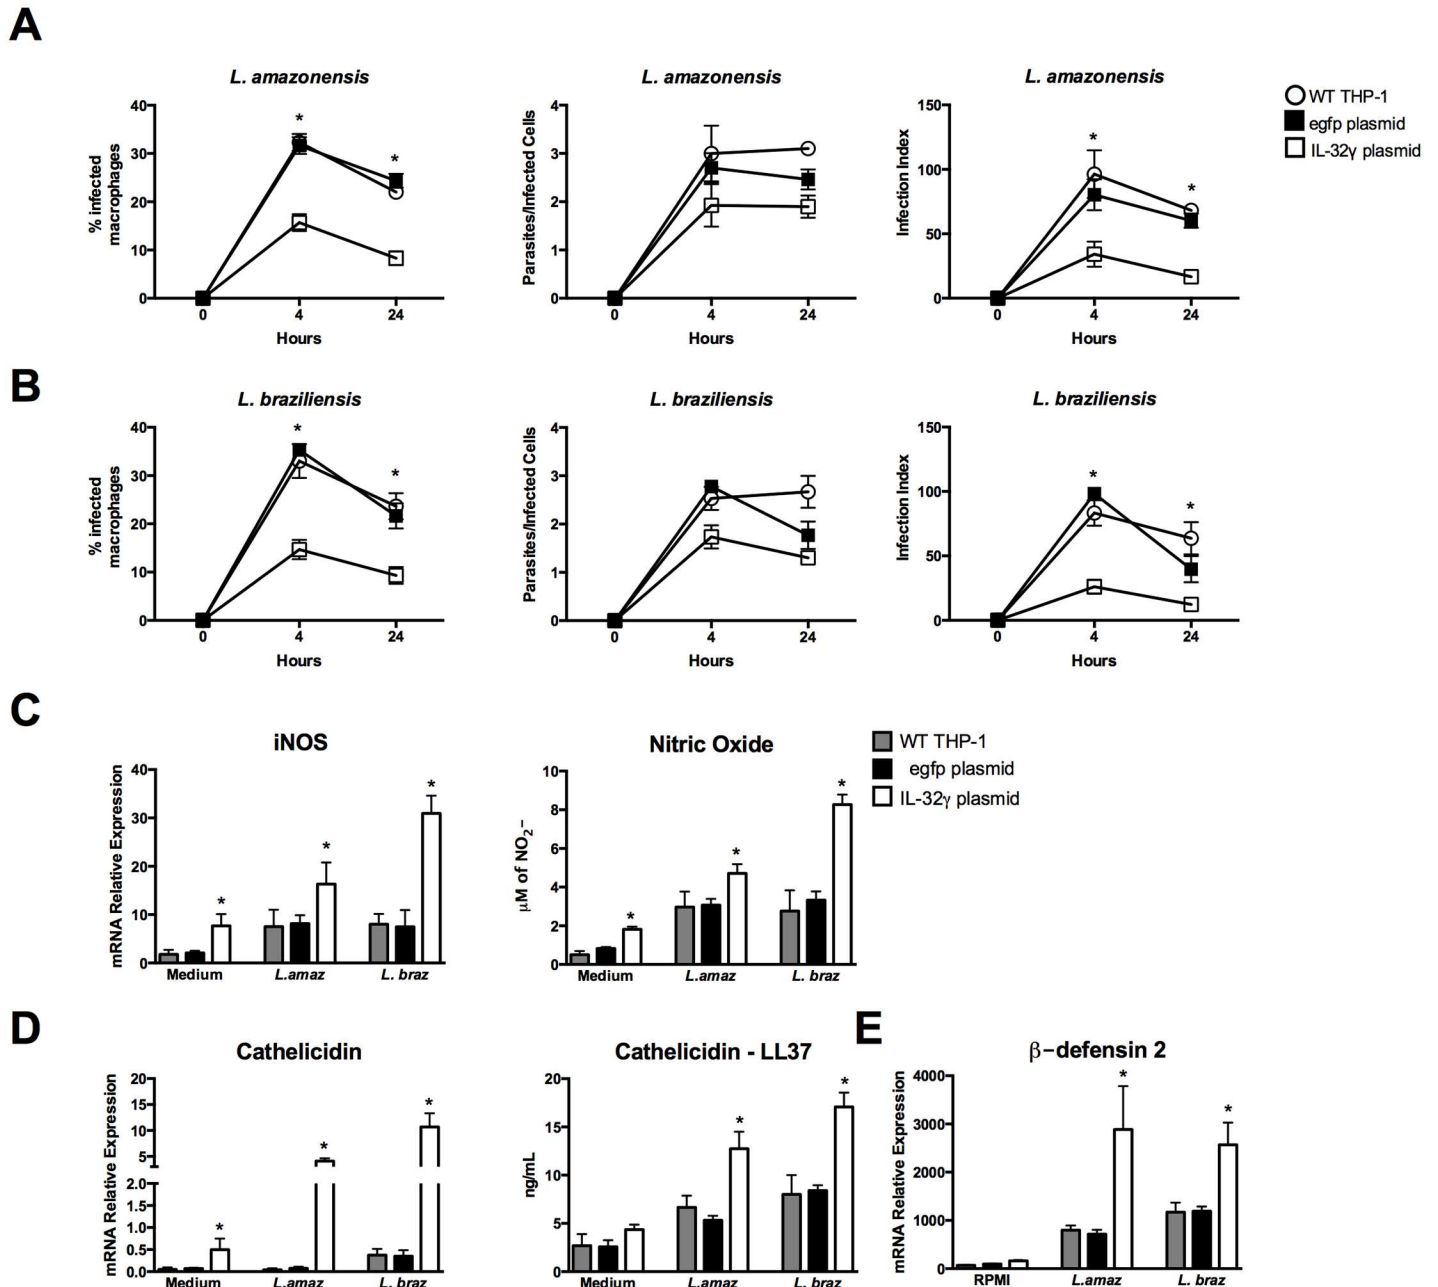 A
L. amazonensis
L. amazonensis
L. amazonensis
WT THP-1
egfp plasmid
IL-32γ plasmid
% infected
macrophages
40
30
20
10
0
*
*
0
4
24
Hours
Parasites/Infected Cells
4
3
2
1
0
0
4
24
Hours
Infection Index
150
100
50
0
*
*
0
4
24
Hours
B
L. braziliensis
L. braziliensis
L. braziliensis
% infected
macrophages
40
30
20
10
0
*
*
0
4
24
Hours
Parasites/Infected Cells
4
3
2
1
0
0
4
24
Hours
Infection Index
150
100
50
0
*
*
0
4
24
Hours
C
iNOS
mRNA Relative Expression
40
30
20
10
0
*
*
*
Medium
L.amaz
L. braz
Nitric Oxide
μM of NO₂⁻
10
8
6
4
2
0
*
*
*
Medium
L.amaz
L. braz
WT THP-1
egfp plasmid
IL-32γ plasmid
D
Cathelicidin
mRNA Relative Expression
20
15
10
5
2.0
1.5
1.0
0.5
0.0
*
*
*
Medium
L.amaz
L. braz
Cathelicidin - LL37
ng/mL
20
15
10
5
0
*
*
Medium
L.amaz
L. braz
E
β-defensin 2
mRNA Relative Expression
4000
3000
2000
1000
0
*
*
RPMI
L.amaz
L. braz